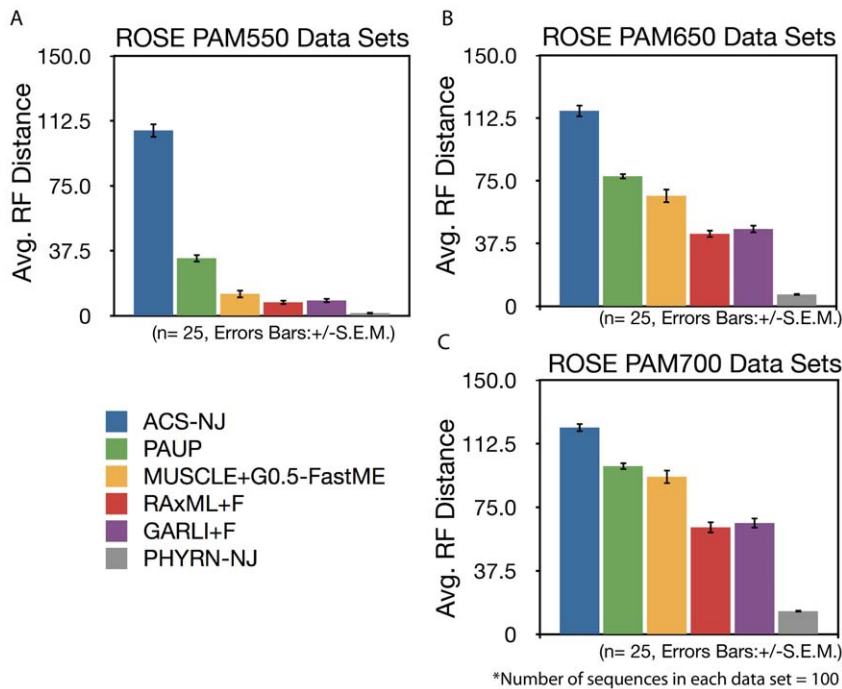 A
ROSE PAM550 Data Sets
150.0
112.5
75.0
37.5
0
Avg. RF Distance
(n= 25, Errors Bars:+/-S.E.M.)
B
ROSE PAM650 Data Sets
150.0
112.5
75.0
37.5
0
Avg. RF Distance
(n= 25, Errors Bars:+/-S.E.M.)
ACS-NJ
PAUP
MUSCLE+G0.5-FastME
RAxML+F
GARLI+F
PHYRN-NJ
C
ROSE PAM700 Data Sets
150.0
112.5
75.0
37.5
0
Avg. RF Distance
(n= 25, Errors Bars:+/-S.E.M.)
*Number of sequences in each data set = 100